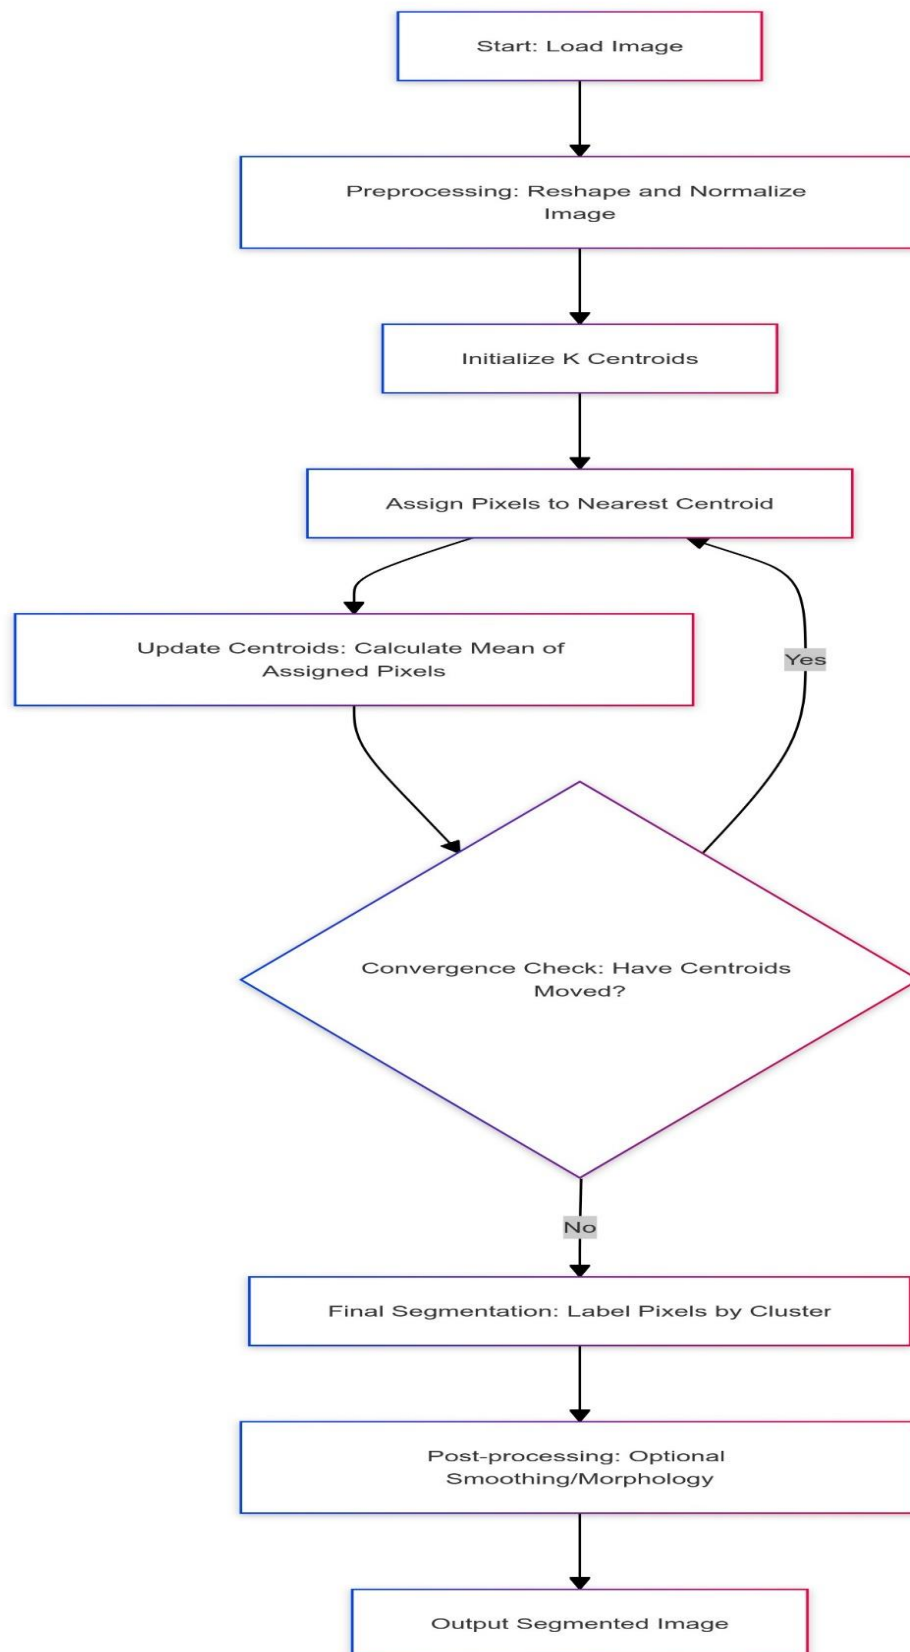 Start: Load Image
Preprocessing: Reshape and Normalize
Image
Initialize K Centroids
Assign Pixels to Nearest Centroid
Update Centroids: Calculate Mean of
Assigned Pixels
Yes
Convergence Check: Have Centroids
Moved?
No
Final Segmentation: Label Pixels by Cluster
Post-processing: Optional
Smoothing/Morphology
Output Segmented Image